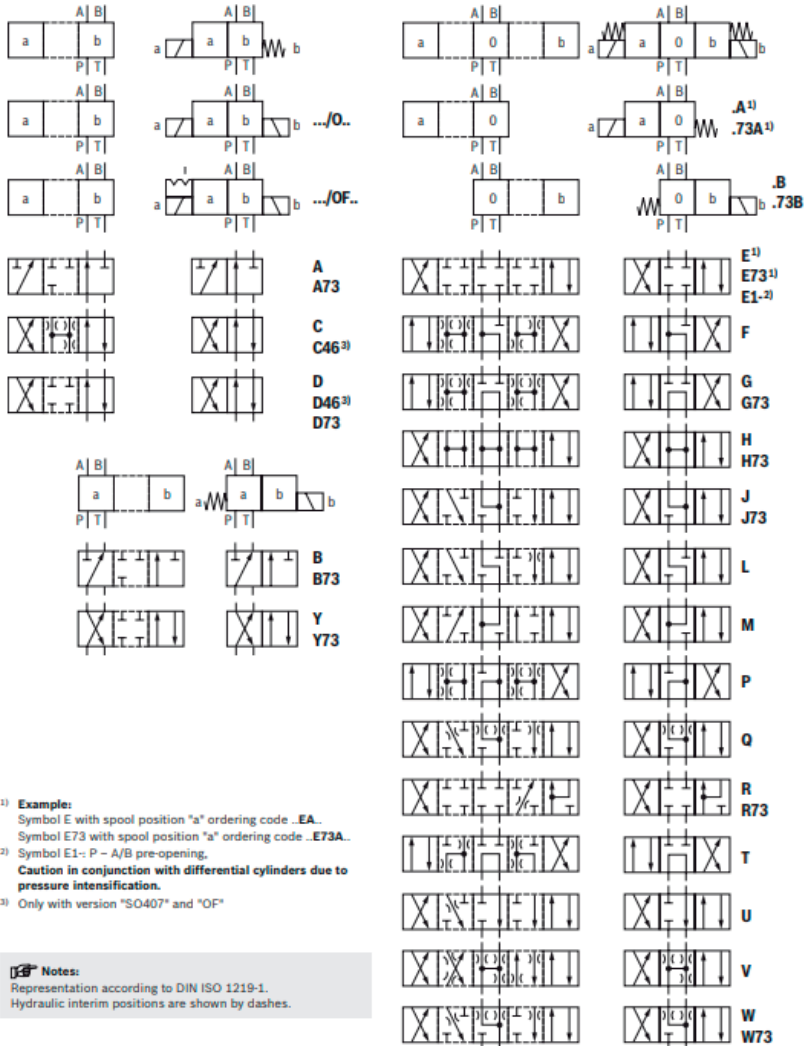 A B
a b
P T
A B
a a b b
P T
A B
a b
P T
A B
a a b b .../O..
P T
A B
a b
P T
A B
a a b b .../OF..
P T
A
A73
C
C46 3)
D
D46 3)
D73
A B
a b
P T
A B
a a b b
P T
B
B73
Y
Y73
1) Example:
Symbol E with spool position "a" ordering code ..EA..
Symbol E73 with spool position "a" ordering code ..E73A..
2) Symbol E1-: P – A/B pre-opening,
Caution in conjunction with differential cylinders due to
pressure intensification.
3) Only with version "SO407" and "OF"
Notes:
Representation according to DIN ISO 1219-1.
Hydraulic interim positions are shown by dashes.
A B
a 0 b
P T
A B
a a 0 b b
P T
A B
a 0
P T
A B
a a 0
P T
.A 1)
.73A 1)
A B
0 b
P T
A B
0 b b
P T
.B
.73B
E 1)
E73 1)
E1- 2)
F
G
G73
H
H73
J
J73
L
M
P
Q
R
R73
T
U
V
W
W73